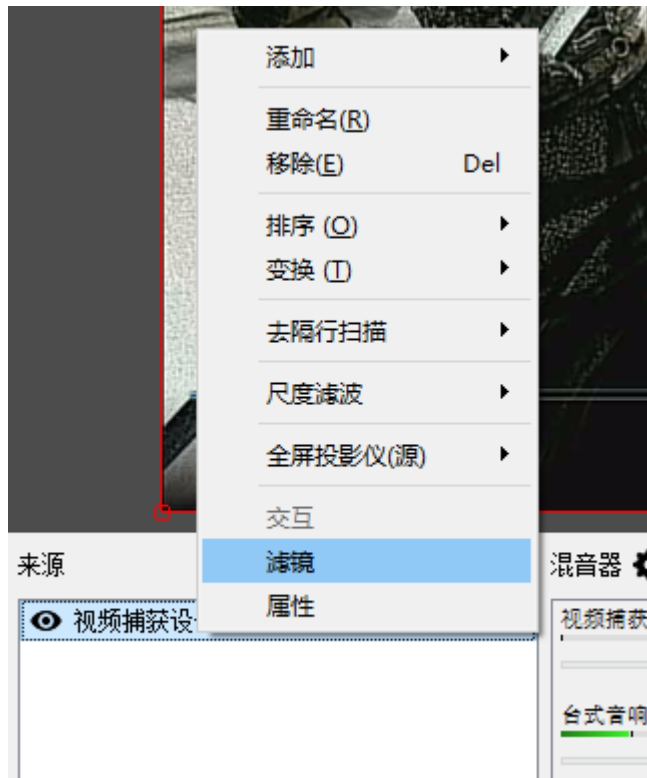 添加
重命名(R)
移除(E) Del
排序 (O)
变换 (T)
去隔行扫描
尺度滤波
全屏投影仪(源)
交互
滤镜
属性
来源
混音器
视频捕获设
视频捕获
台式音响